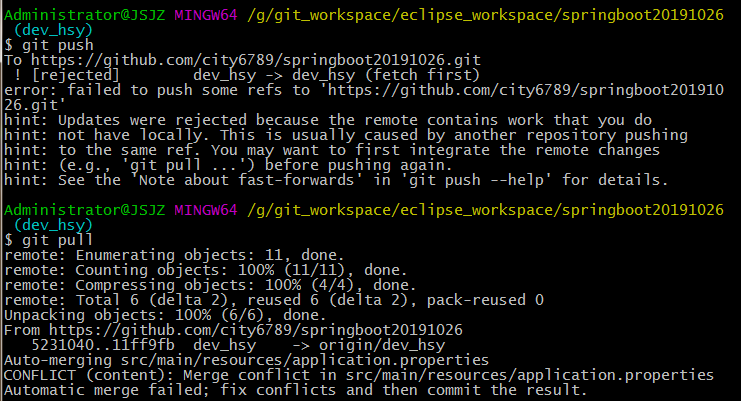 Administrator@JSJZ MINGW64 /g/git_workspace/eclipse_workspace/springboot20191026
(dev_hsy)
$ git push
To https://github.com/city6789/springboot20191026.git
! [rejected]        dev_hsy -> dev_hsy (fetch first)
error: failed to push some refs to 'https://github.com/city6789/springboot201910
26.git'
hint: Updates were rejected because the remote contains work that you do
hint: not have locally. This is usually caused by another repository pushing
hint: to the same ref. You may want to first integrate the remote changes
hint: (e.g., 'git pull ...') before pushing again.
hint: See the 'Note about fast-forwards' in 'git push --help' for details.
Administrator@JSJZ MINGW64 /g/git_workspace/eclipse_workspace/springboot20191026
(dev_hsy)
$ git pull
remote: Enumerating objects: 11, done.
remote: Counting objects: 100% (11/11), done.
remote: Compressing objects: 100% (4/4), done.
remote: Total 6 (delta 2), reused 6 (delta 2), pack-reused 0
Unpacking objects: 100% (6/6), done.
From https://github.com/city6789/springboot20191026
5231040..11ff9fb  dev_hsy    -> origin/dev_hsy
Auto-merging src/main/resources/application.properties
CONFLICT (content): Merge conflict in src/main/resources/application.properties
Automatic merge failed; fix conflicts and then commit the result.